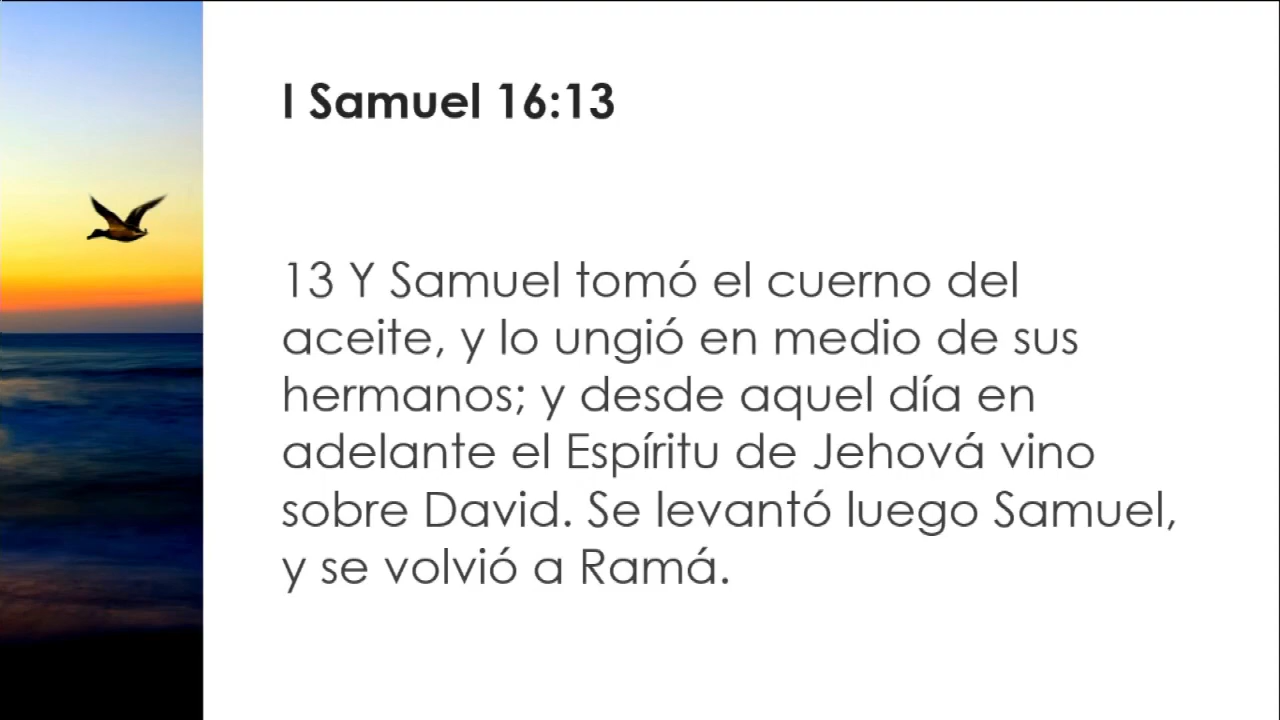 I Samuel 16:13
13 Y Samuel tomó el cuerno del
aceite, y lo ungió en medio de sus
hermanos; y desde aquel día en
adelante el Espíritu de Jehová vino
sobre David. Se levantó luego Samuel,
y se volvió a Ramá.